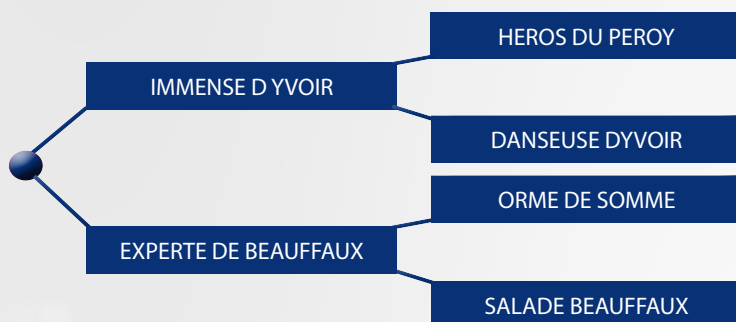 HEROS DU PEROY
IMMENSE D YVOIR
DANSEUSE DYVOIR
ORME DE SOMME
EXPERTE DE BEAUFFAUX
SALADE BEAUFFAUX